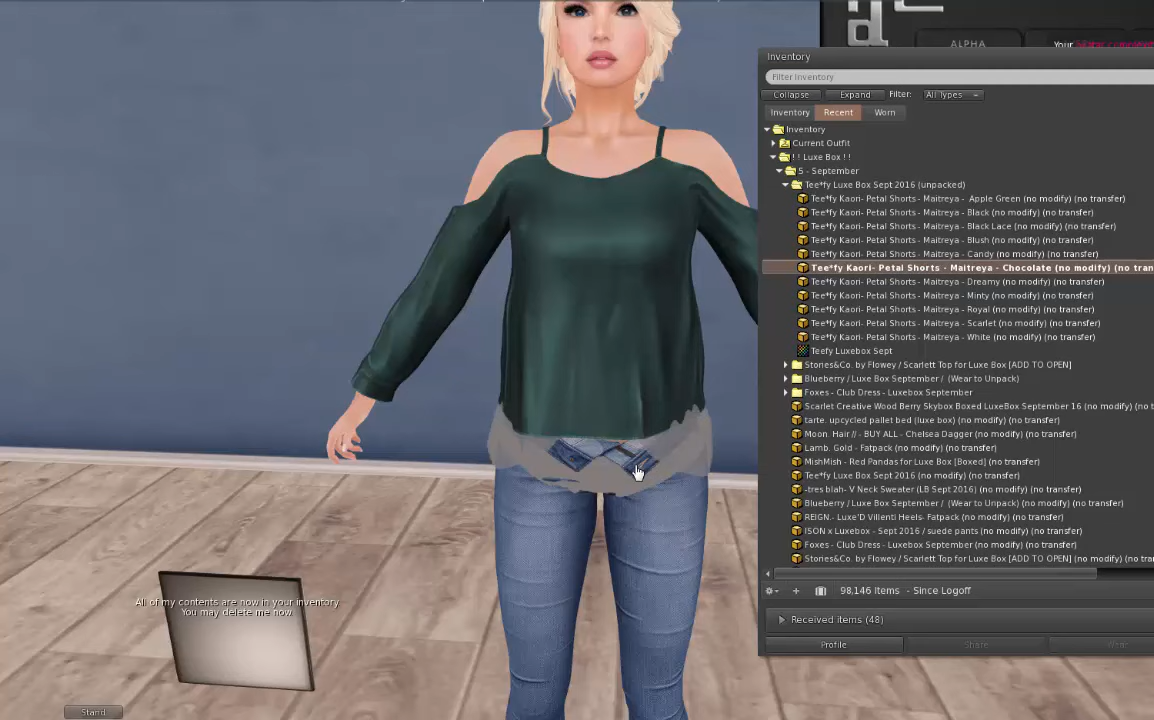 d
ALPHA
Your
Inventory
Filter Inventory
Collapse Expand Filter: All Types
Inventory Recent Worn
Inventory
Current Outfit
! ! Luxe Box ! !
5 - September
Tee*fy Luxe Box Sept 2016 (unpacked)
Tee*fy Kaori- Petal Shorts - Maitreya - Apple Green (no modify) (no transfer)
Tee*fy Kaori- Petal Shorts - Maitreya - Black (no modify) (no transfer)
Tee*fy Kaori- Petal Shorts - Maitreya - Black Lace (no modify) (no transfer)
Tee*fy Kaori- Petal Shorts - Maitreya - Blush (no modify) (no transfer)
Tee*fy Kaori- Petal Shorts - Maitreya - Candy (no modify) (no transfer)
Tee*fy Kaori- Petal Shorts - Maitreya - Chocolate (no modify) (no tran
Tee*fy Kaori- Petal Shorts - Maitreya - Dreamy (no modify) (no transfer)
Tee*fy Kaori- Petal Shorts - Maitreya - Minty (no modify) (no transfer)
Tee*fy Kaori- Petal Shorts - Maitreya - Royal (no modify) (no transfer)
Tee*fy Kaori- Petal Shorts - Maitreya - Scarlet (no modify) (no transfer)
Tee*fy Kaori- Petal Shorts - Maitreya - White (no modify) (no transfer)
Teefy Luxebox Sept
Stories&Co. by Flowey / Scarlett Top for Luxe Box [ADD TO OPEN]
Blueberry / Luxe Box September / (Wear to Unpack)
Foxes - Club Dress - Luxebox September
Scarlet Creative Wood Berry Skybox Boxed LuxeBox September 16 (no modify) (no
tarte. upcycled pallet bed (luxe box) (no modify) (no transfer)
Moon. Hair // - BUY ALL - Chelsea Dagger (no modify) (no transfer)
Lamb. Gold - Fatpack (no modify) (no transfer)
MishMish - Red Pandas for Luxe Box [Boxed] (no modify) (no transfer)
Tee*fy Luxe Box Sept 2016 (no modify) (no transfer)
-tres blah- V Neck Sweater (LB Sept 2016) (no modify) (no transfer)
Blueberry / Luxe Box September / (Wear to Unpack) (no modify) (no transfer)
REIGN.- Luxe'D Villenti Heels- Fatpack (no modify) (no transfer)
ISON x Luxebox - Sept 2016 / suede pants (no modify) (no transfer)
Foxes - Club Dress - Luxebox September (no modify) (no transfer)
Stories&Co. by Flowey / Scarlett Top for Luxe Box [ADD TO OPEN] (no modify) (no tra
98,146 Items - Since Logoff
Received items (48)
Profile Share Wear
All of my contents are now in your inventory.
You may delete me now.
Stand